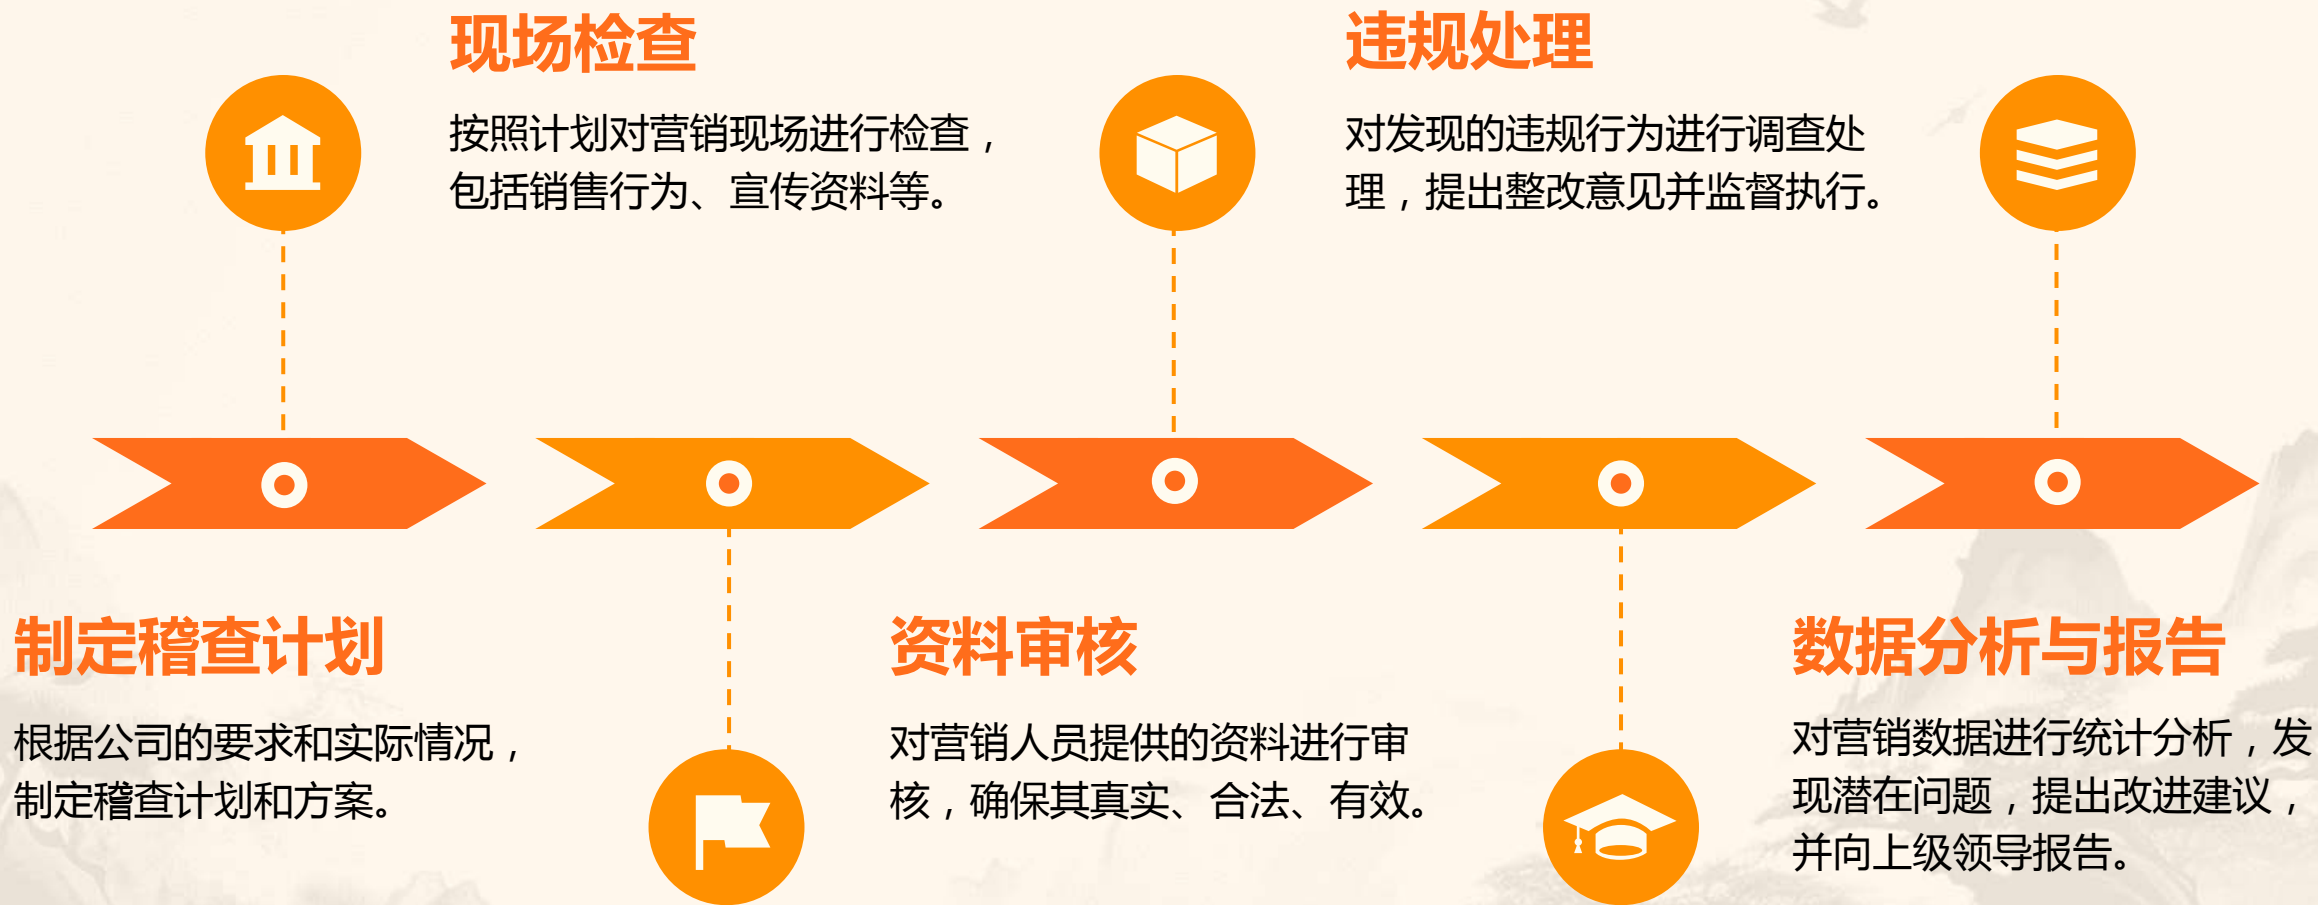 现场检查
按照计划对营销现场进行检查，
包括销售行为、宣传资料等。
违规处理
对发现的违规行为进行调查处
理，提出整改意见并监督执行。
制定稽查计划
根据公司的要求和实际情况，
制定稽查计划和方案。
资料审核
对营销人员提供的资料进行审
核，确保其真实、合法、有效。
数据分析与报告
对营销数据进行统计分析，发
现潜在问题，提出改进建议，
并向上级领导报告。